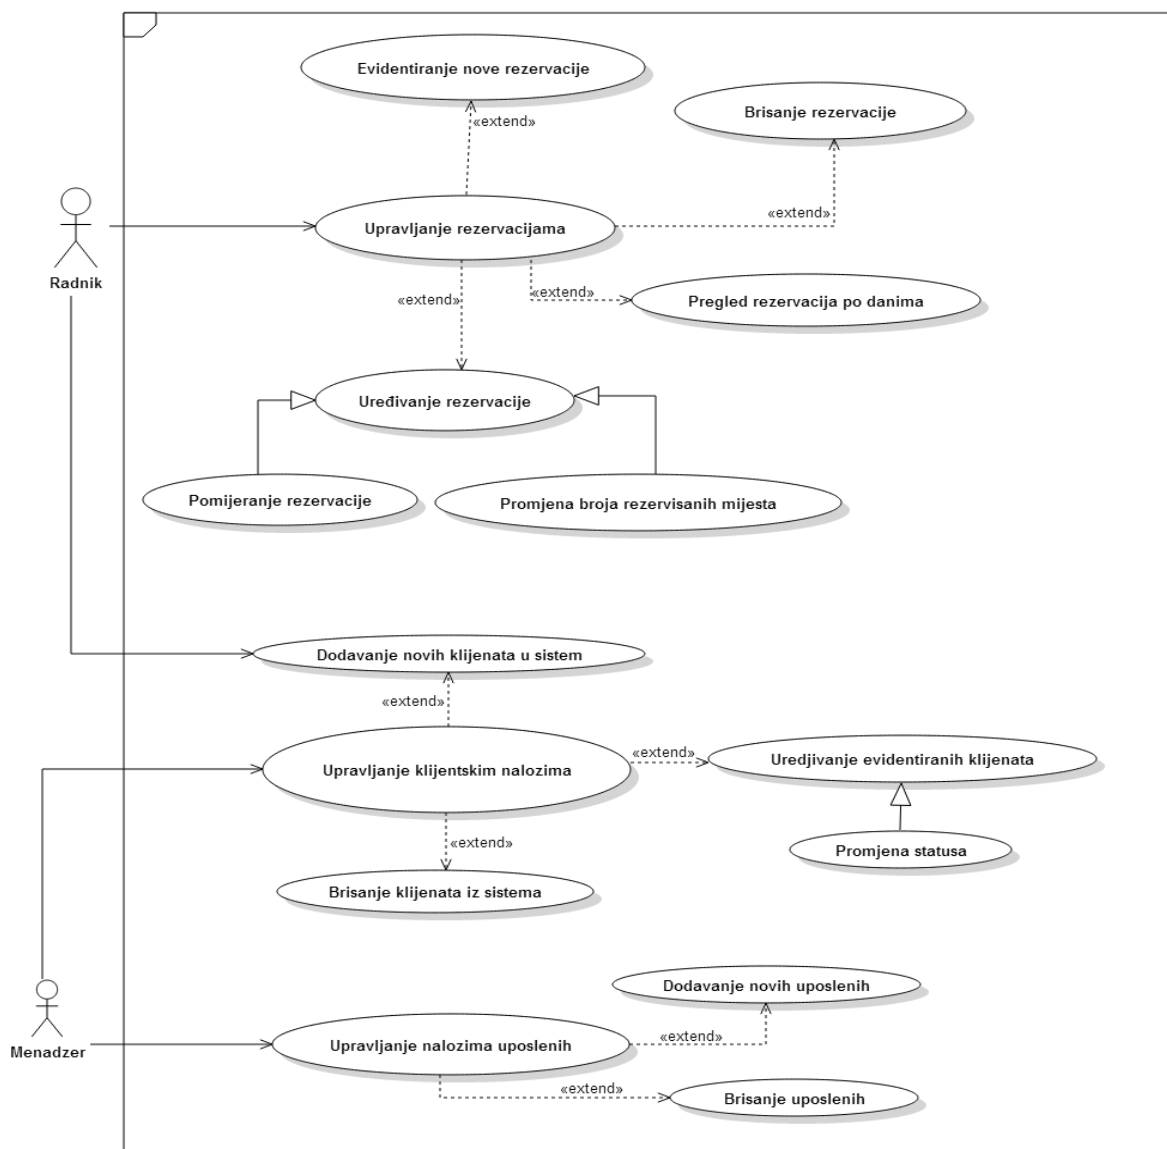 Evidentiranje nove rezervacije
«extend»
Brisanje rezervacije
«extend»
Upravljanje rezervacijama
Radnik
«extend»
«extend»
Pregled rezervacija po danima
Uređivanje rezervacije
Pomijeranje rezervacije
Promjena broja rezervisanih mijesta
Dodavanje novih klijenata u sistem
«extend»
Upravljanje klijentskim nalozima
«extend»
Uredjivanje evidentiranih klijenata
«extend»
Promjena statusa
Brisanje klijenata iz sistema
Menadzer
Dodavanje novih uposlenih
«extend»
Upravljanje nalozima uposlenih
«extend»
Brisanje uposlenih